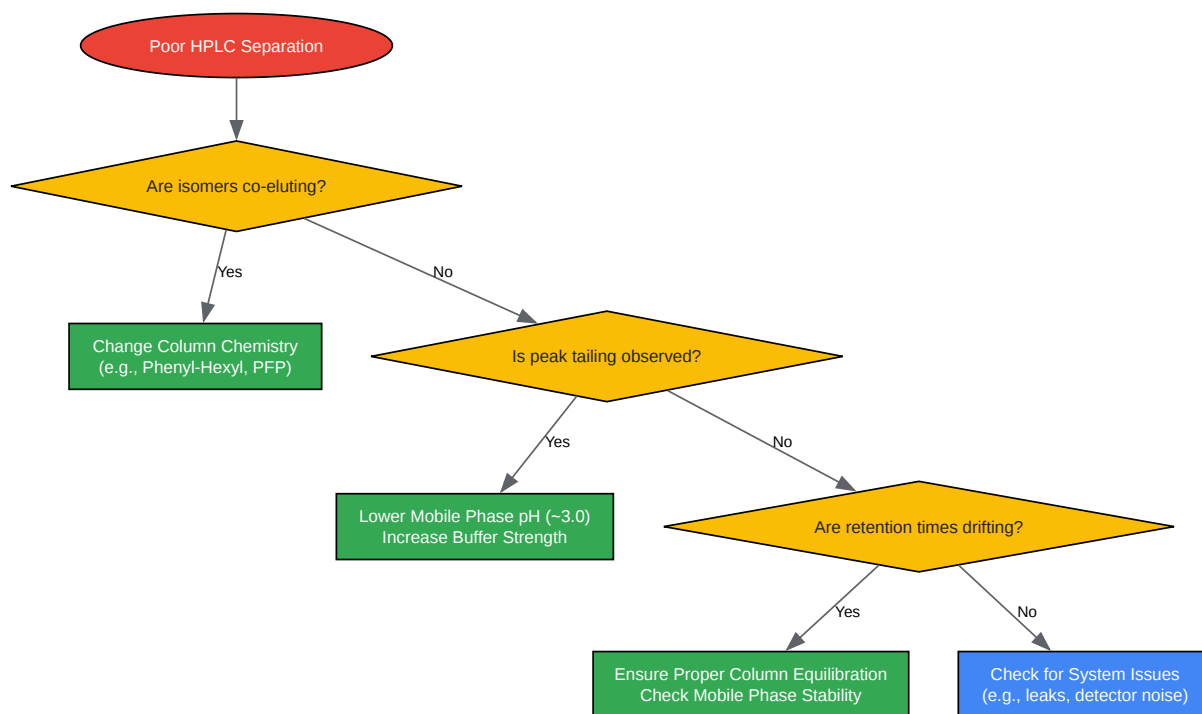 Poor HPLC Separation
Are isomers co-eluting?
Yes
No
Change Column Chemistry
(e.g., Phenyl-Hexyl, PFP)
Is peak tailing observed?
Yes
No
Lower Mobile Phase pH (~3.0)
Increase Buffer Strength
Are retention times drifting?
Yes
No
Ensure Proper Column Equilibration
Check Mobile Phase Stability
Check for System Issues
(e.g., leaks, detector noise)